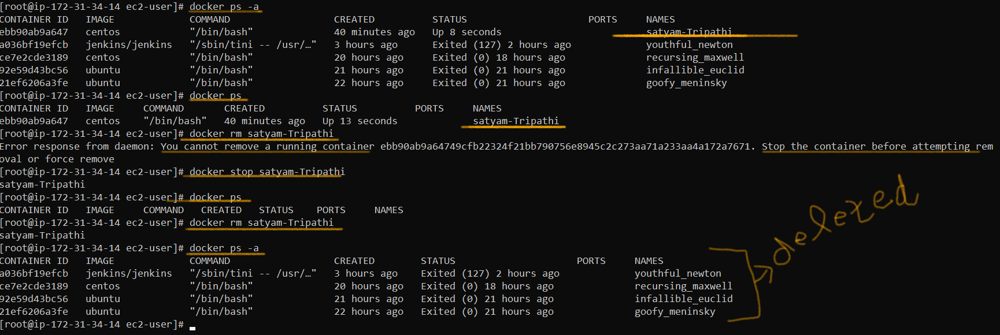 [root@ip-172-31-34-14 ec2-user]# docker ps -a
CONTAINER ID   IMAGE             COMMAND                  CREATED          STATUS                      PORTS     NAMES
ebb90ab9a647   centos            "/bin/bash"              40 minutes ago   Up 8 seconds                          satyam-Tripathi
a036bf19efcb   jenkins/jenkins   "/sbin/tini -- /usr/…"   3 hours ago      Exited (127) 2 hours ago              youthful_newton
ce7e2cde3189   centos            "/bin/bash"              20 hours ago     Exited (0) 18 hours ago               recursing_maxwell
92e59d43bc56   ubuntu            "/bin/bash"              21 hours ago     Exited (0) 21 hours ago               infallible_euclid
21ef6206a3fe   ubuntu            "/bin/bash"              22 hours ago     Exited (0) 21 hours ago               goofy_meninsky
[root@ip-172-31-34-14 ec2-user]# docker ps
CONTAINER ID   IMAGE     COMMAND       CREATED          STATUS          PORTS     NAMES
ebb90ab9a647   centos    "/bin/bash"   40 minutes ago   Up 13 seconds             satyam-Tripathi
[root@ip-172-31-34-14 ec2-user]# docker rm satyam-Tripathi
Error response from daemon: You cannot remove a running container ebb90ab9a64749cfb22324f21bb790756e8945c2c273aa71a233aa4a172a7671. Stop the container before attempting rem
oval or force remove
[root@ip-172-31-34-14 ec2-user]# docker stop satyam-Tripathi
satyam-Tripathi
[root@ip-172-31-34-14 ec2-user]# docker ps
CONTAINER ID   IMAGE     COMMAND   CREATED   STATUS    PORTS     NAMES
[root@ip-172-31-34-14 ec2-user]# docker rm satyam-Tripathi
satyam-Tripathi
[root@ip-172-31-34-14 ec2-user]# docker ps -a
CONTAINER ID   IMAGE             COMMAND                  CREATED        STATUS                      PORTS     NAMES
a036bf19efcb   jenkins/jenkins   "/sbin/tini -- /usr/…"   3 hours ago    Exited (127) 2 hours ago              youthful_newton
ce7e2cde3189   centos            "/bin/bash"              20 hours ago   Exited (0) 18 hours ago               recursing_maxwell
92e59d43bc56   ubuntu            "/bin/bash"              21 hours ago   Exited (0) 21 hours ago               infallible_euclid
21ef6206a3fe   ubuntu            "/bin/bash"              22 hours ago   Exited (0) 21 hours ago               goofy_meninsky
[root@ip-172-31-34-14 ec2-user]#
deleted